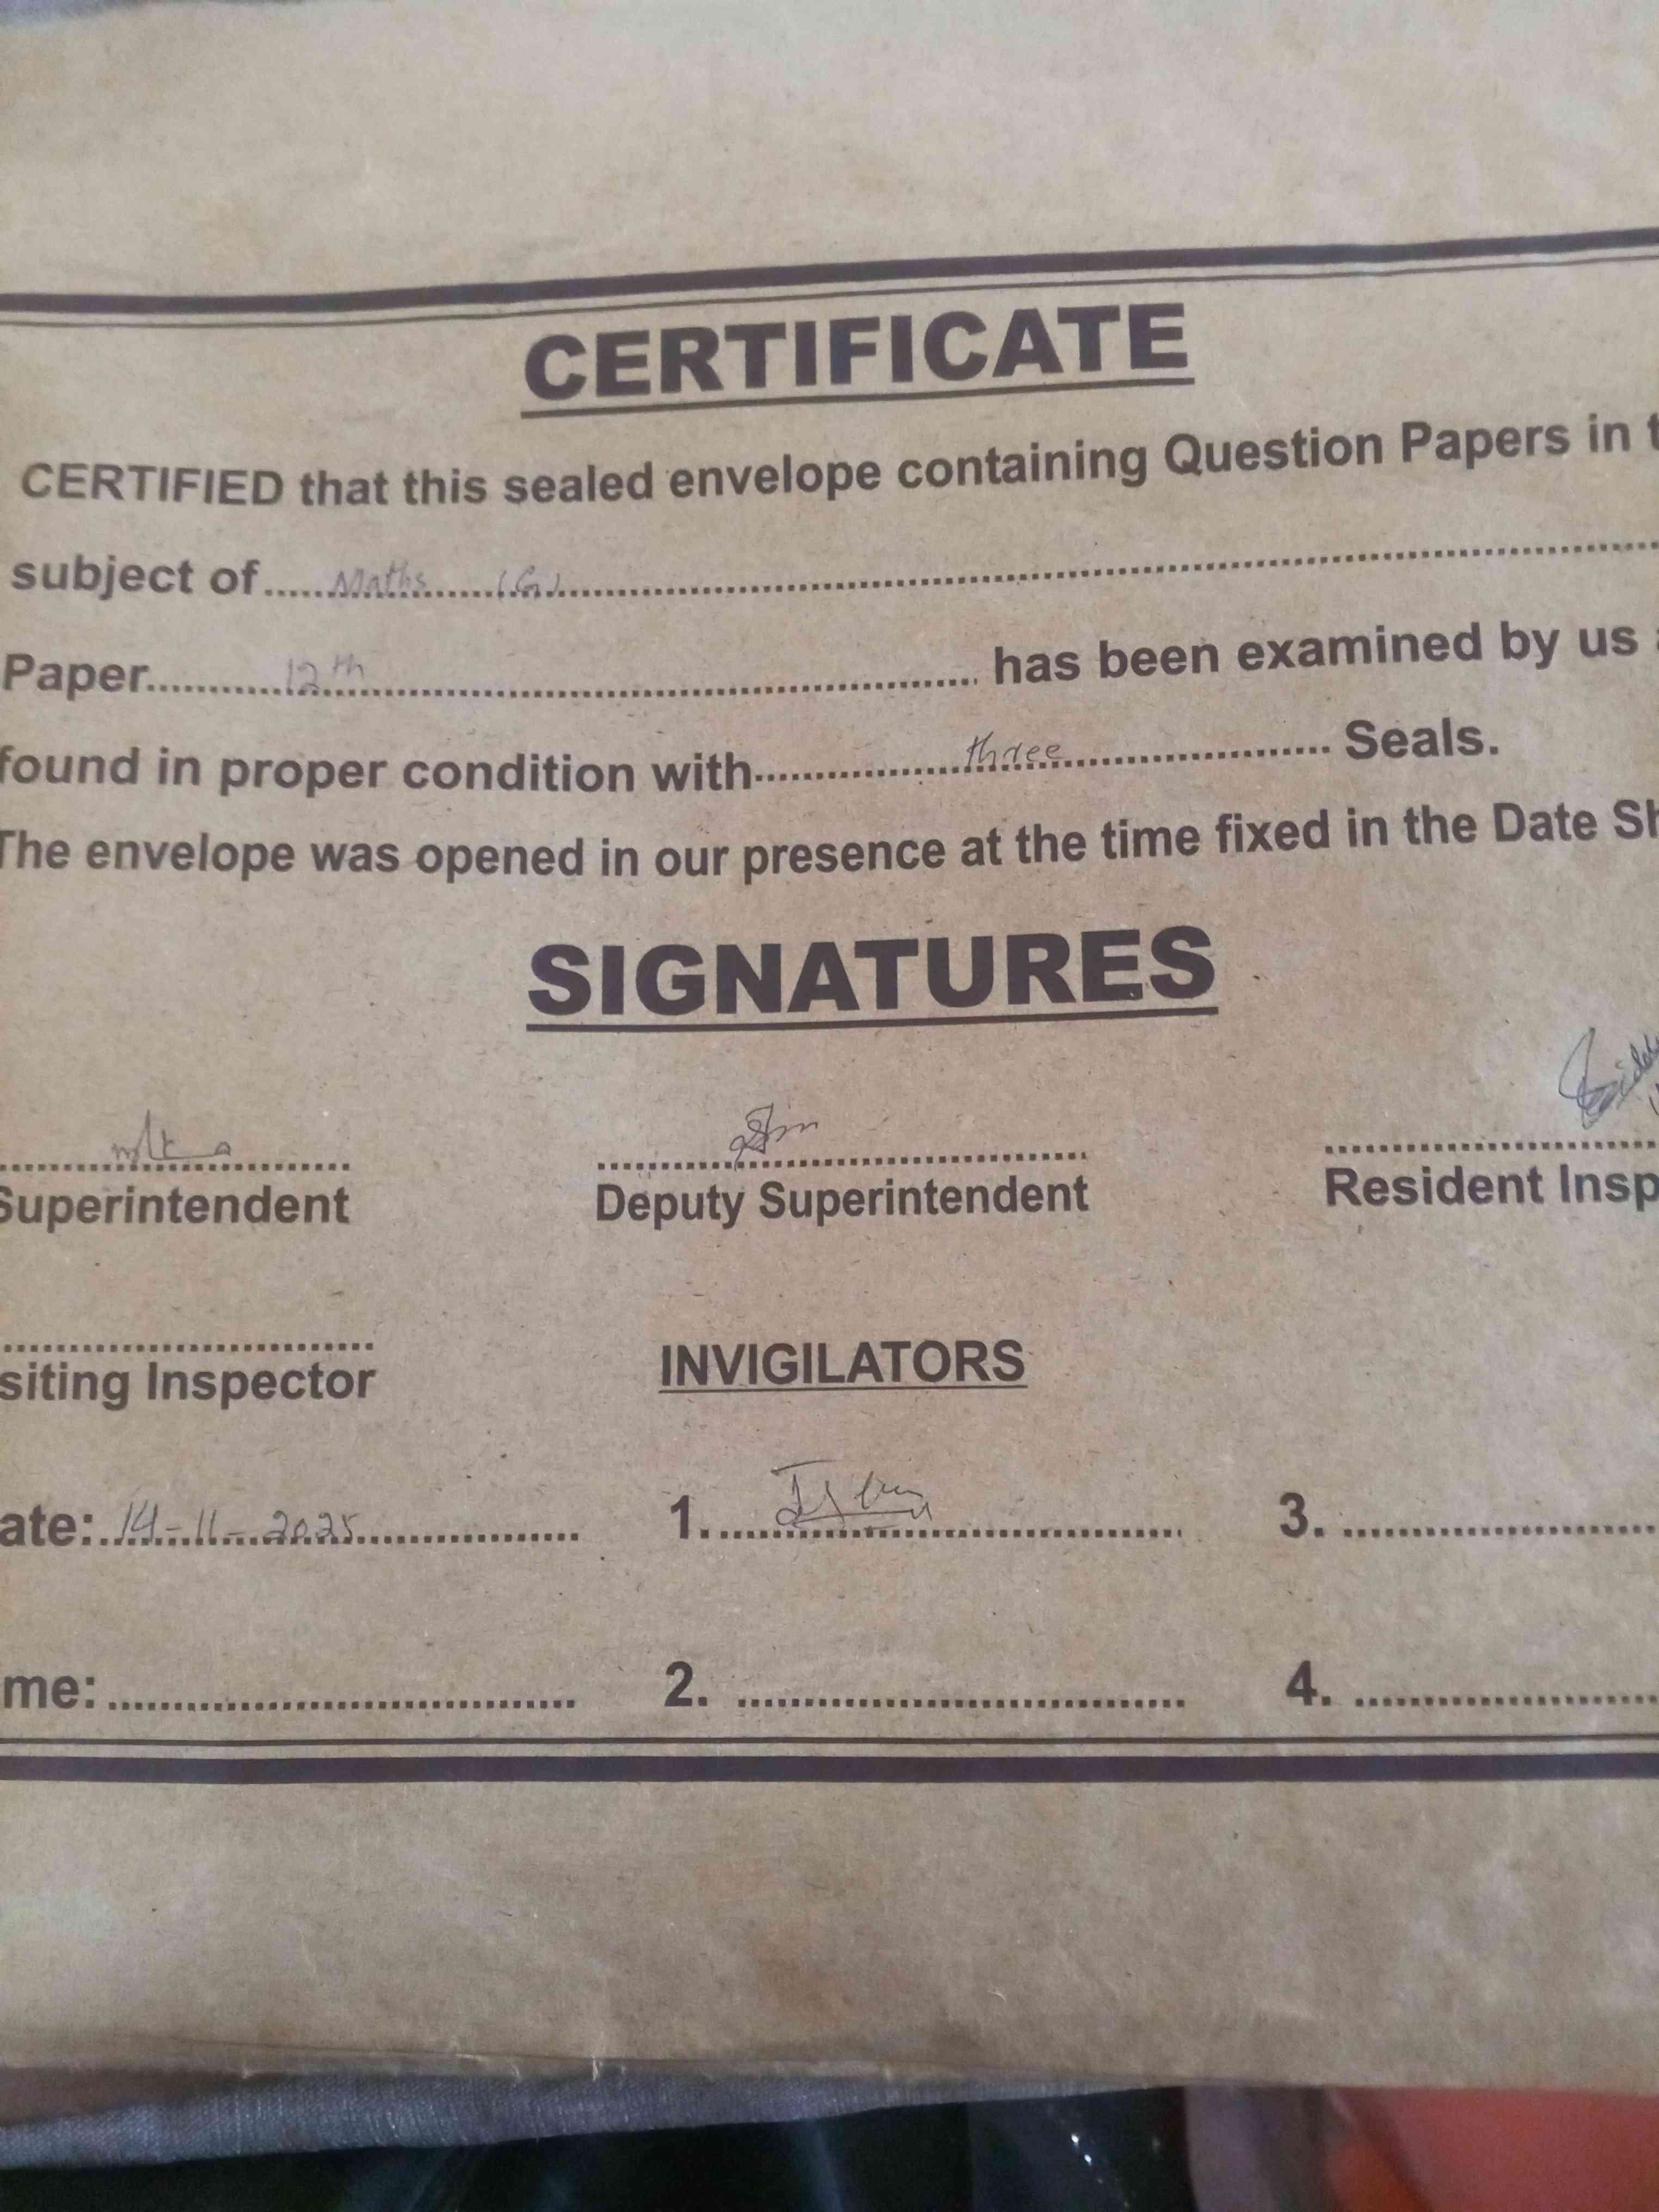 CERTIFICATE
CERTIFIED that this sealed envelope containing Question Papers in t
subject of Maths (G)
Paper 12th has been examined by us
found in proper condition with three Seals.
The envelope was opened in our presence at the time fixed in the Date Sh
SIGNATURES
Superintendent Deputy Superintendent Resident Insp
siting Inspector INVIGILATORS
ate: 14-11-2025 1. 3.
me: 2. 4.